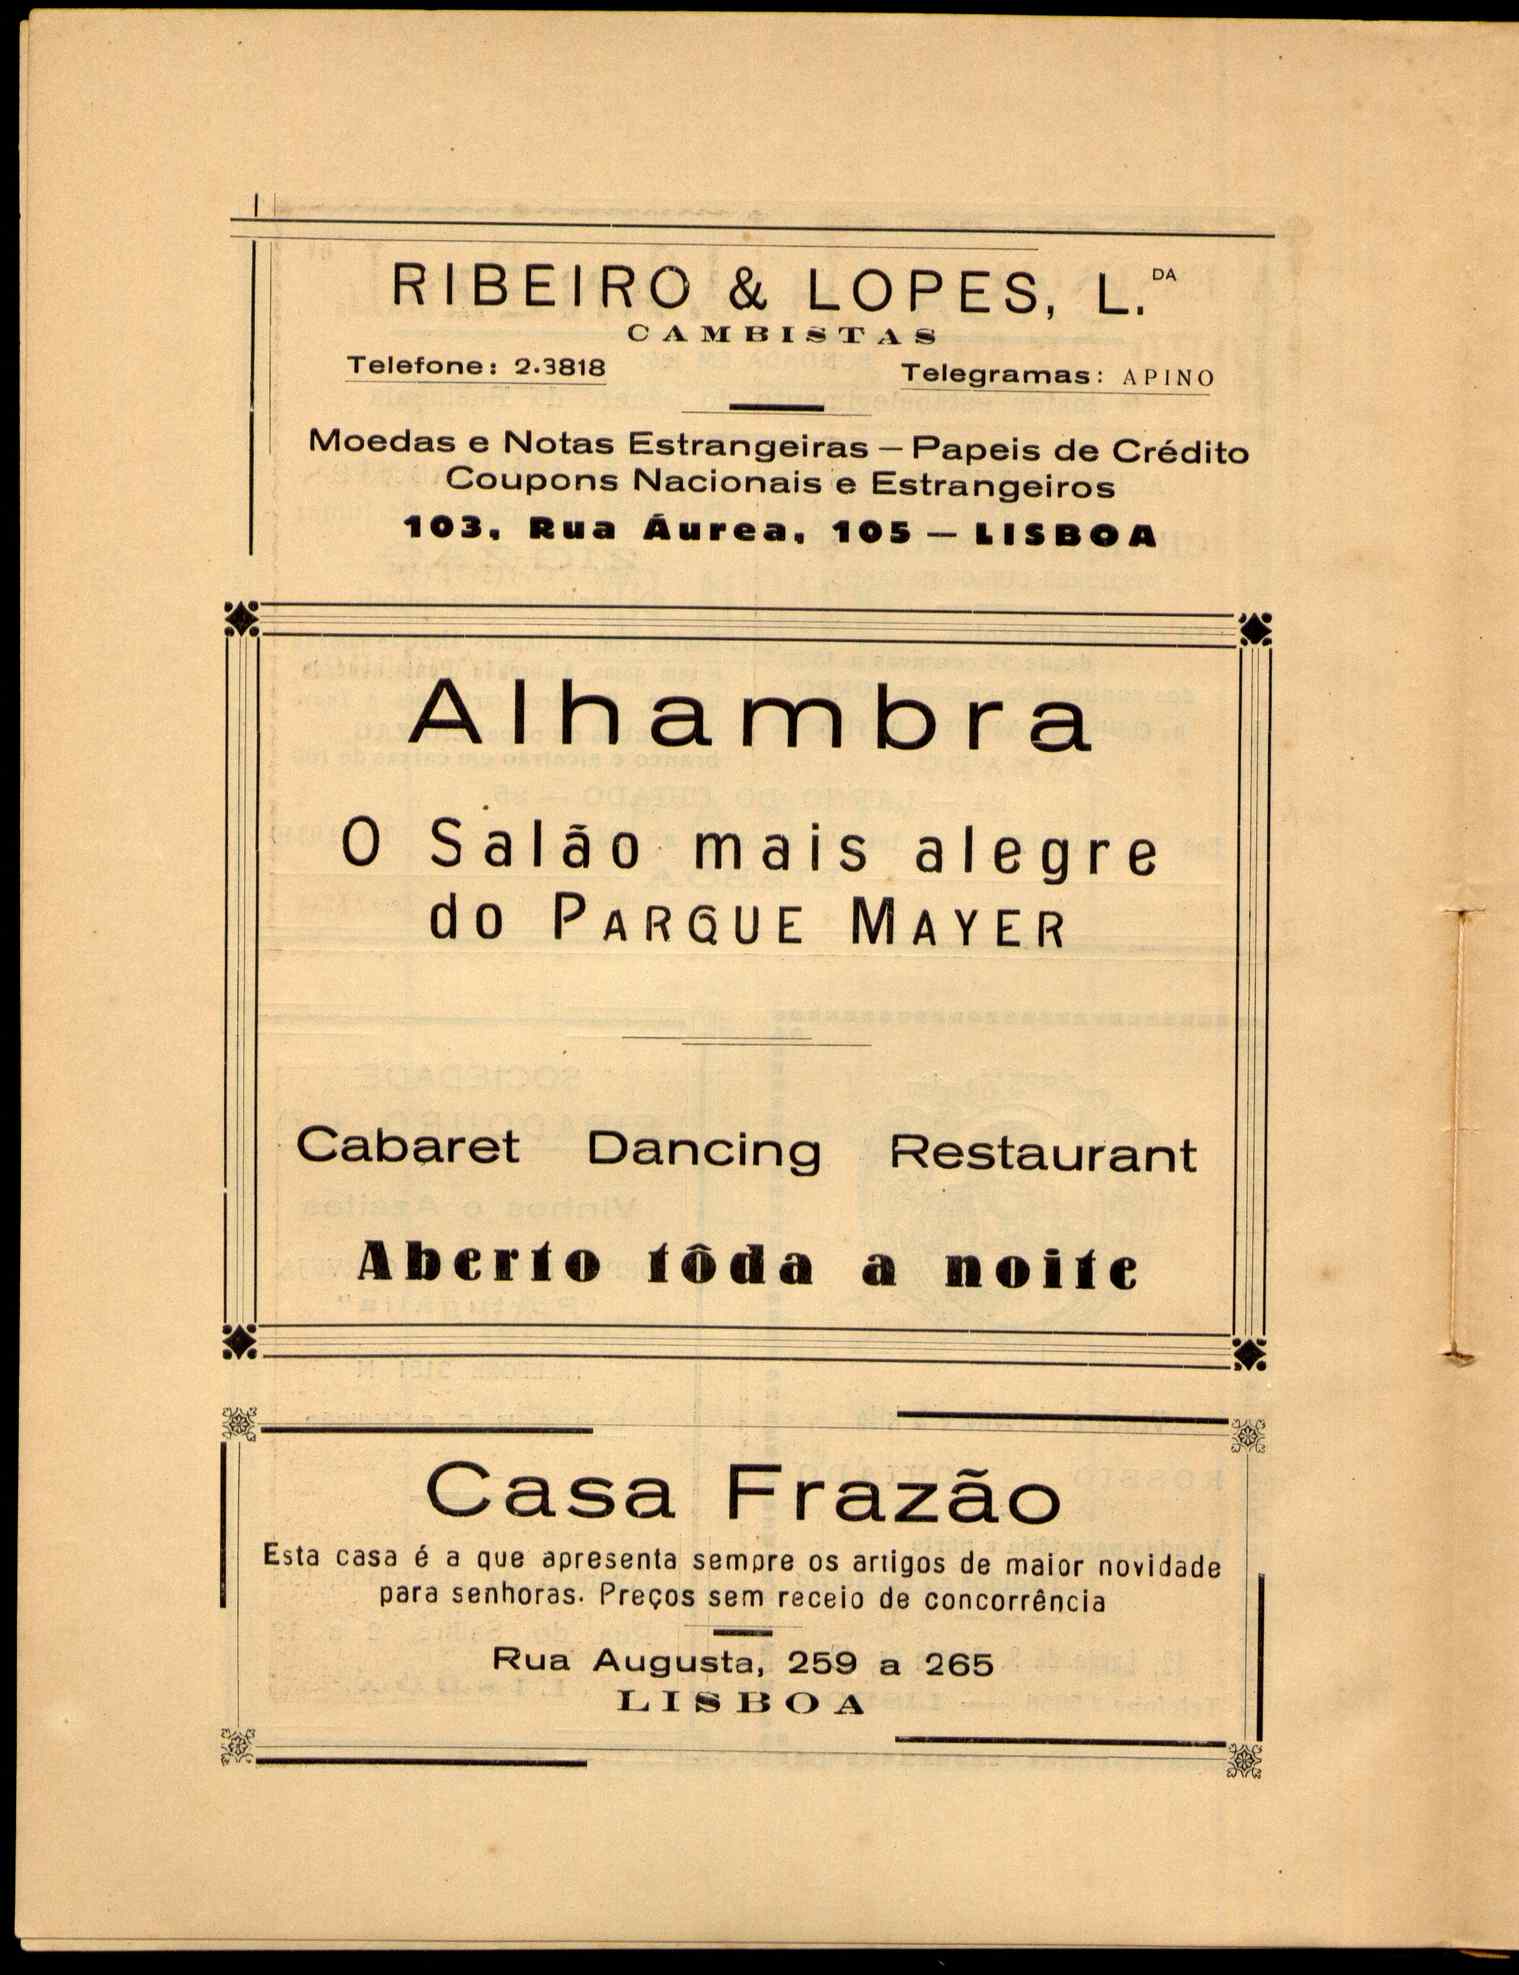 RIBEIRO & LOPES, L.DA
CAMBISTAS
Telefone: 2.3818
Telegramas: APINO
Moedas e Notas Estrangeiras — Papeis de Crédito
Coupons Nacionais e Estrangeiros
103, Rua Áurea, 105 — LISBOA
Alhambra
O Salão mais alegre
do PARQUE MAYER
Cabaret Dancing Restaurant
Aberto tôda a noite
Casa Frazão
Esta casa é a que apresenta sempre os artigos de maior novidade
para senhoras. Preços sem receio de concorrência
Rua Augusta, 259 a 265
LISBOA